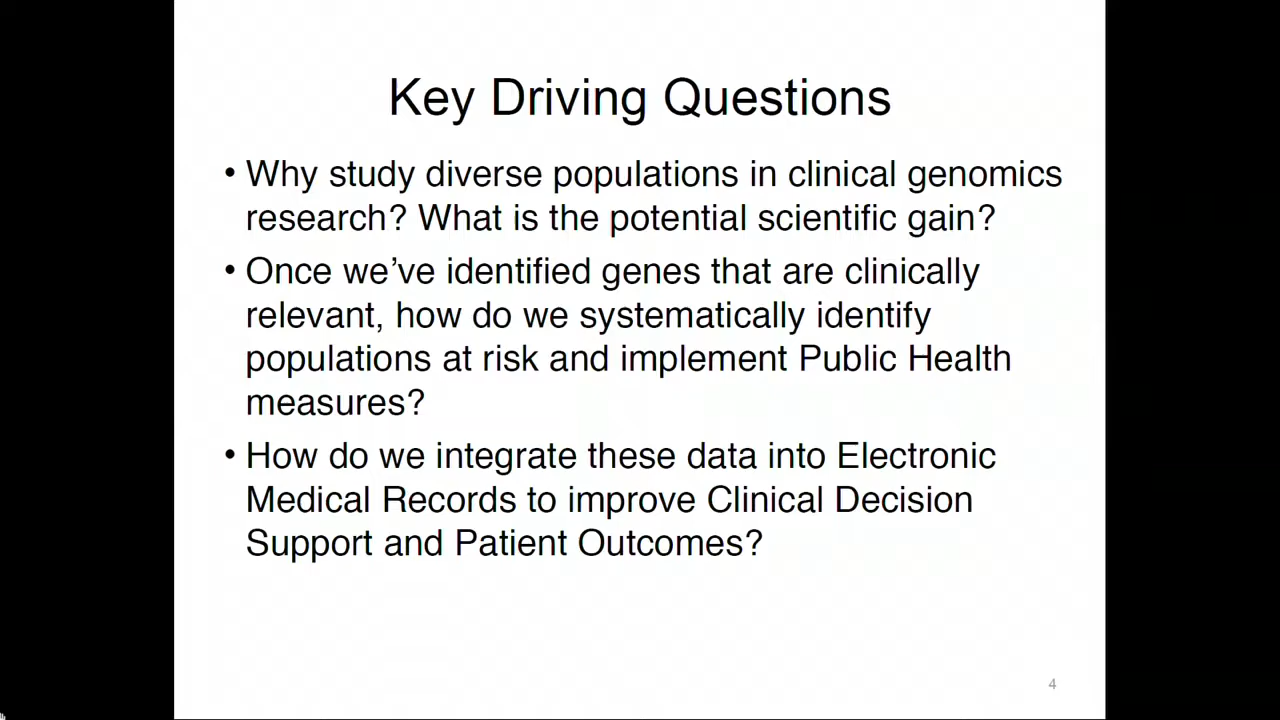 Key Driving Questions
• Why study diverse populations in clinical genomics
research? What is the potential scientific gain?
• Once we’ve identified genes that are clinically
relevant, how do we systematically identify
populations at risk and implement Public Health
measures?
• How do we integrate these data into Electronic
Medical Records to improve Clinical Decision
Support and Patient Outcomes?
4